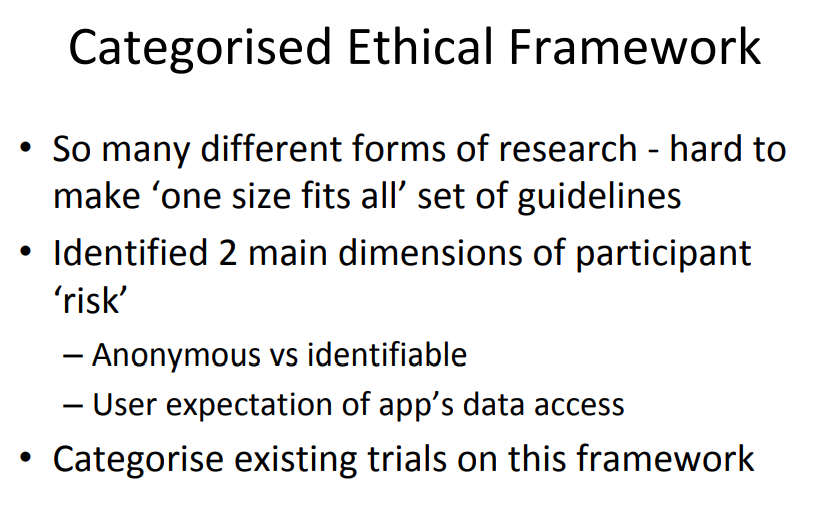 Categorised Ethical Framework
• So many different forms of research - hard to
make ‘one size fits all’ set of guidelines
• Identified 2 main dimensions of participant
‘risk’
– Anonymous vs identifiable
– User expectation of app’s data access
• Categorise existing trials on this framework